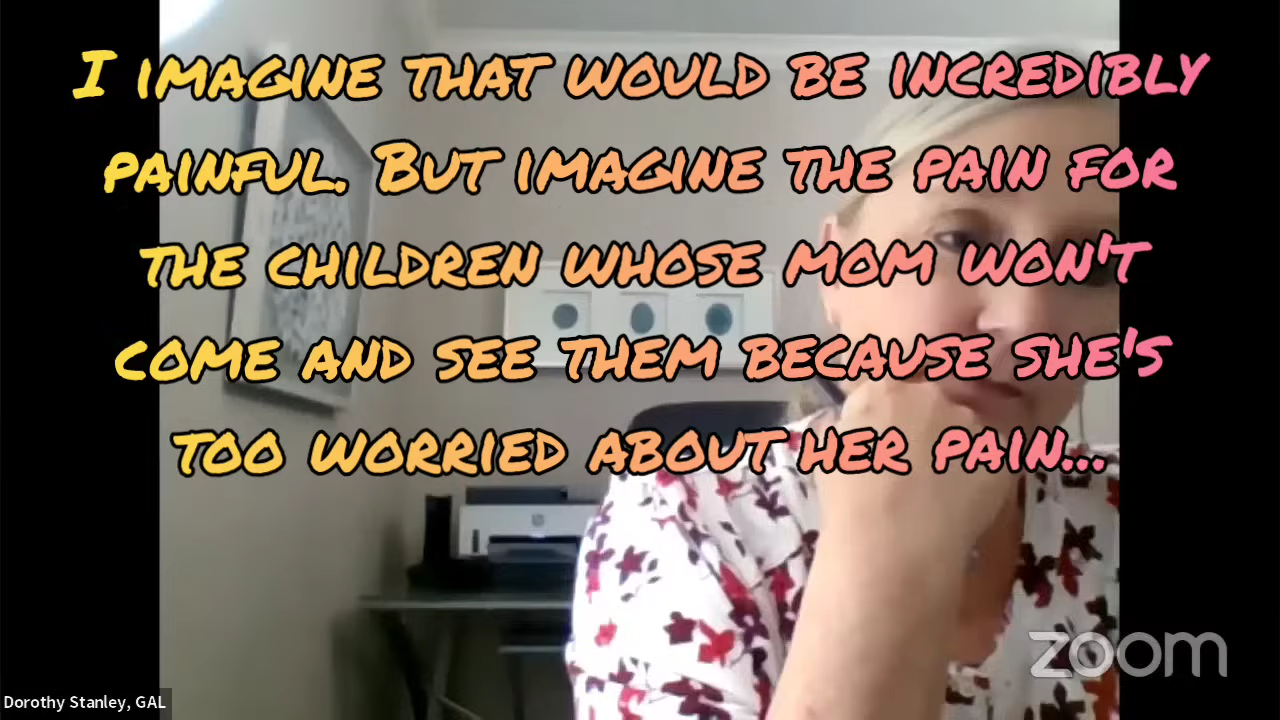 I imagine that would be incredibly
painful. But imagine the pain for
the children whose mom won't
come and see them because she's
too worried about her pain...
zoom
Dorothy Stanley, GAL